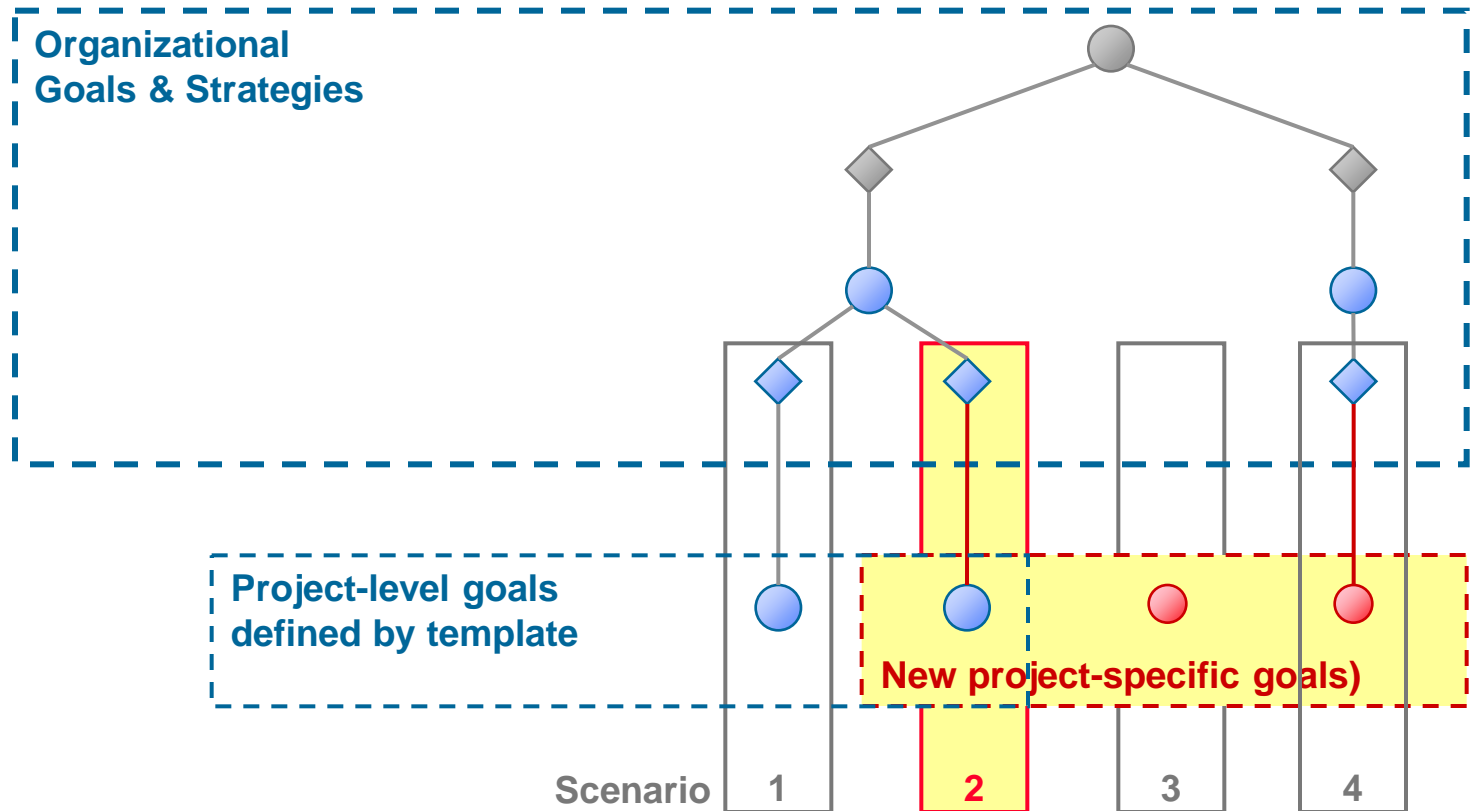 Organizational
Goals & Strategies
Project-level goals
defined by template
New project-specific goals)
Scenario 1 2 3 4